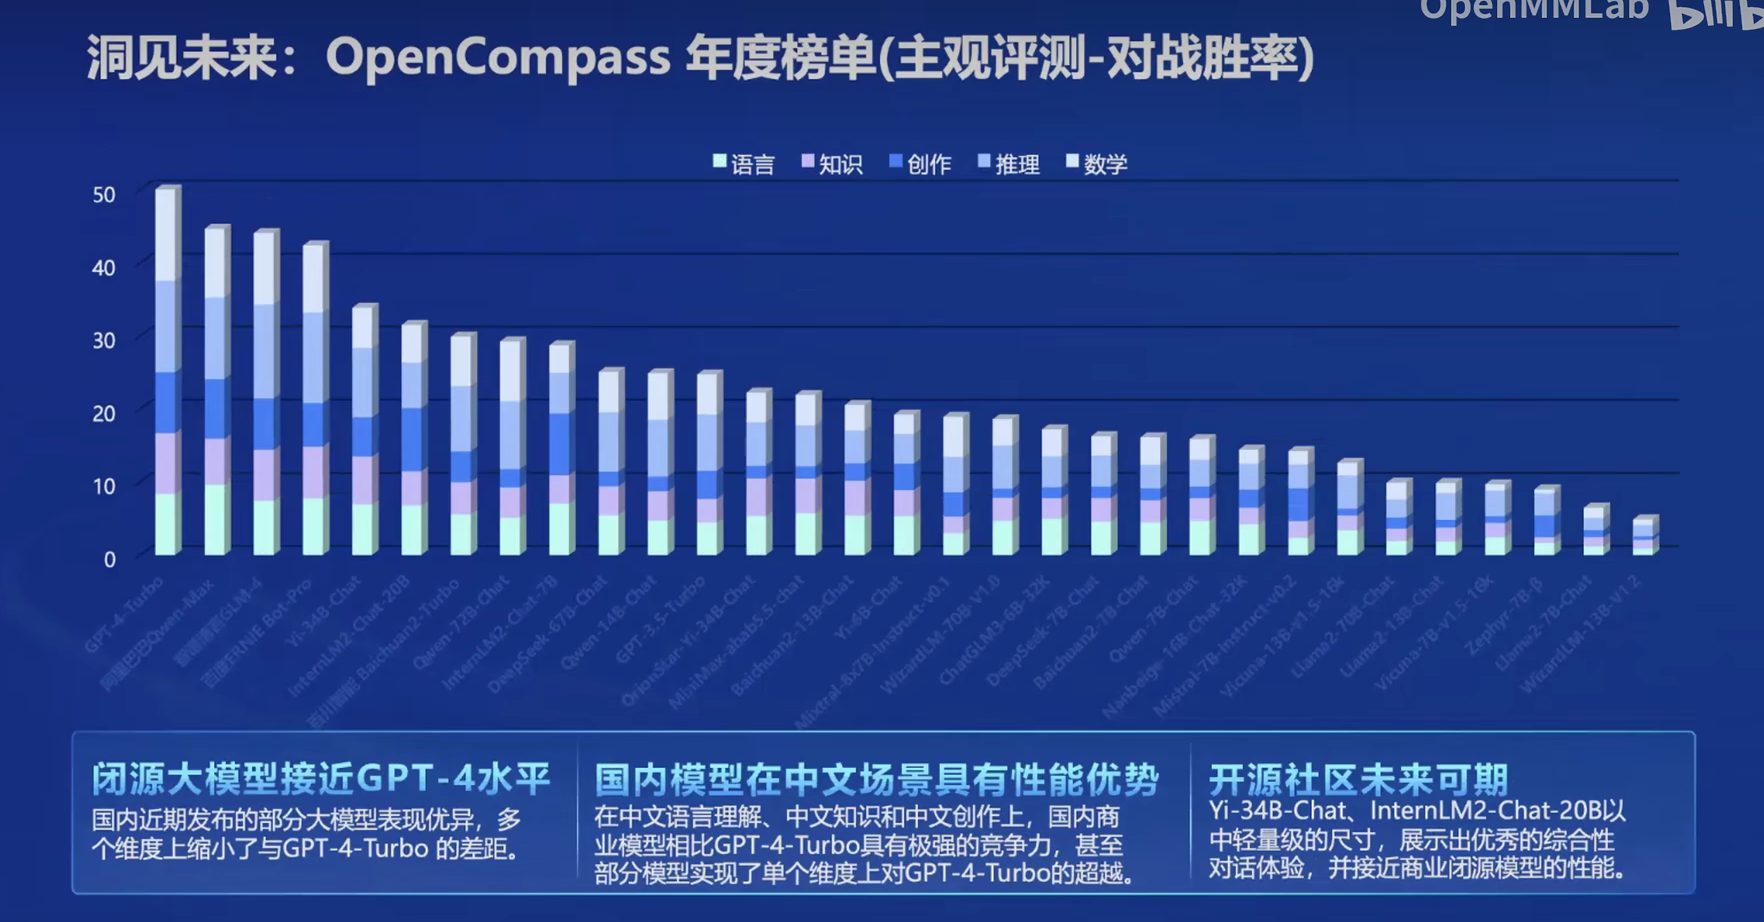 OpenMMLab bilib
洞见未来：OpenCompass 年度榜单(主观评测-对战胜率)
语言 知识 创作 推理 数学
50
40
30
20
10
0
GPT-4-Turbo
阿里巴巴Qwen-Max
智谱清言GLM-4
百度ERNIE Bot-Pro
Yi-34B-Chat
InternLM2-Chat-20B
百川智能 Baichuan2-Turbo
Qwen-72B-Chat
InternLM2-Chat-7B
DeepSeek-67B-Chat
Qwen-14B-Chat
GPT-3.5-Turbo
OrionStar-Yi-34B-Chat
MiniMax-abab5.5-chat
Baichuan2-13B-Chat
Yi-6B-Chat
Mixtral-8x7B-Instruct-v0.1
WizardLM-70B-V1.0
ChatGLM3-6B-32K
DeepSeek-7B-Chat
Baichuan2-7B-Chat
Qwen-7B-Chat
Nanbeige-16B-Chat-32K
Mistral-7B-Instruct-v0.2
Vicuna-13B-v1.5-16k
Llama2-70B-Chat
Llama2-13B-Chat
Vicuna-7B-v1.5-16k
Zephyr-7B-β
Llama2-7B-Chat
WizardLM-13B-V1.2
闭源大模型接近GPT-4水平
国内近期发布的部分大模型表现优异，多
个维度上缩小了与GPT-4-Turbo 的差距。
国内模型在中文场景具有性能优势
在中文语言理解、中文知识和中文创作上，国内商
业模型相比GPT-4-Turbo具有极强的竞争力，甚至
部分模型实现了单个维度上对GPT-4-Turbo的超越。
开源社区未来可期
Yi-34B-Chat、InternLM2-Chat-20B以
中轻量级的尺寸，展示出优秀的综合性
对话体验，并接近商业闭源模型的性能。